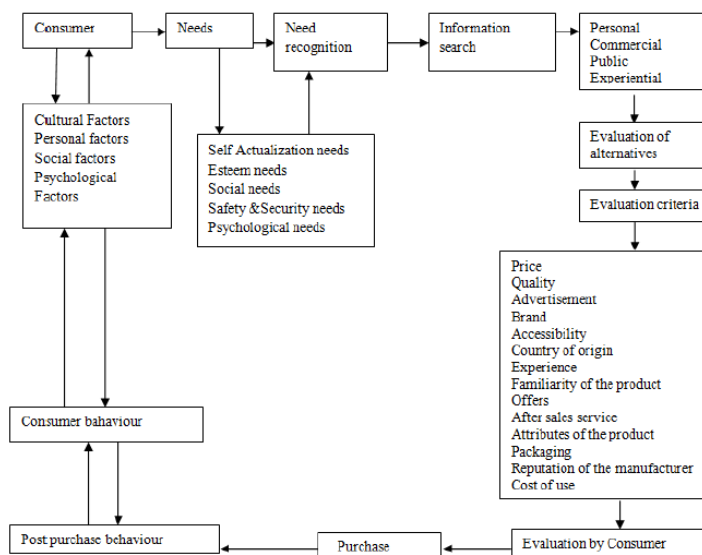 Consumer
Needs
Need
recognition
Information
search
Personal
Commercial
Public
Experiential
Cultural Factors
Personal factors
Social factors
Psychological
Factors
Self Actualization needs
Esteem needs
Social needs
Safety &Security needs
Psychological needs
Evaluation of
alternatives
Evaluation criteria
Price
Quality
Advertisement
Brand
Accessibility
Country of origin
Experience
Familiarity of the product
Offers
After sales service
Attributes of the product
Packaging
Reputation of the manufacturer
Cost of use
Consumer bahaviour
Post purchase behaviour
Purchase
Evaluation by Consumer